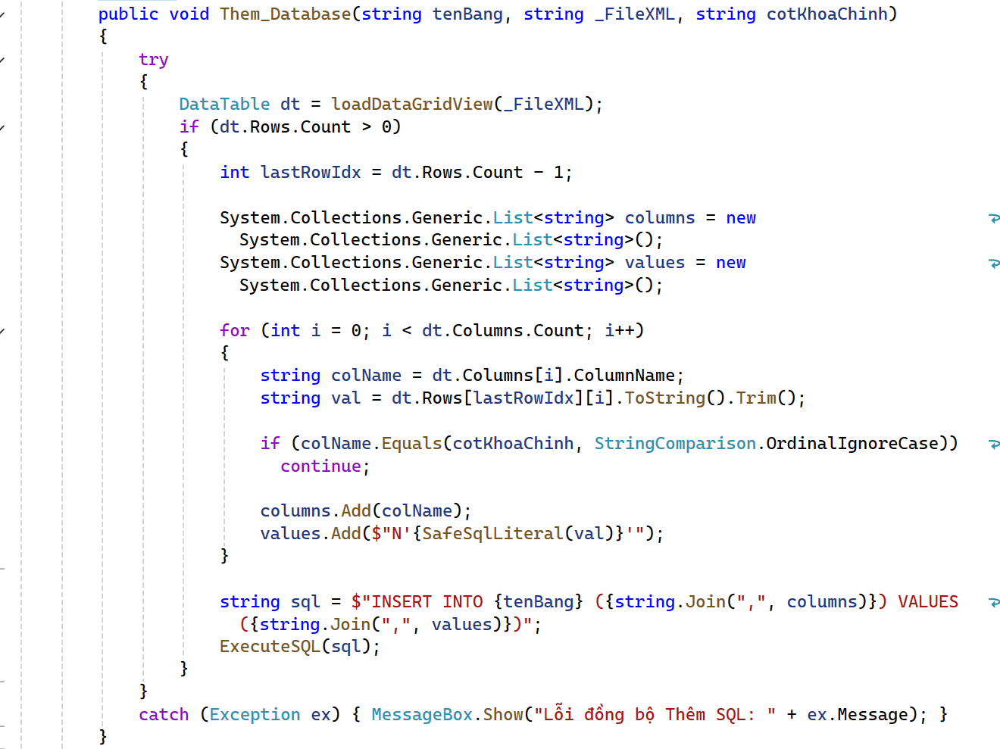 public void Them_Database(string tenBang, string _FileXML, string cotKhoaChinh)
{
try
{
DataTable dt = loadDataGridView(_FileXML);
if (dt.Rows.Count > 0)
{
int lastRowIdx = dt.Rows.Count - 1;
System.Collections.Generic.List<string> columns = new
System.Collections.Generic.List<string>();
System.Collections.Generic.List<string> values = new
System.Collections.Generic.List<string>();
for (int i = 0; i < dt.Columns.Count; i++)
{
string colName = dt.Columns[i].ColumnName;
string val = dt.Rows[lastRowIdx][i].ToString().Trim();
if (colName.Equals(cotKhoaChinh, StringComparison.OrdinalIgnoreCase))
continue;
columns.Add(colName);
values.Add($"N'{SafeSqlLiteral(val)}'");
}
string sql = $"INSERT INTO {tenBang} ({string.Join(",", columns)}) VALUES
({string.Join(",", values)})";
ExecuteSQL(sql);
}
}
catch (Exception ex) { MessageBox.Show("Lỗi đồng bộ Thêm SQL: " + ex.Message); }
}